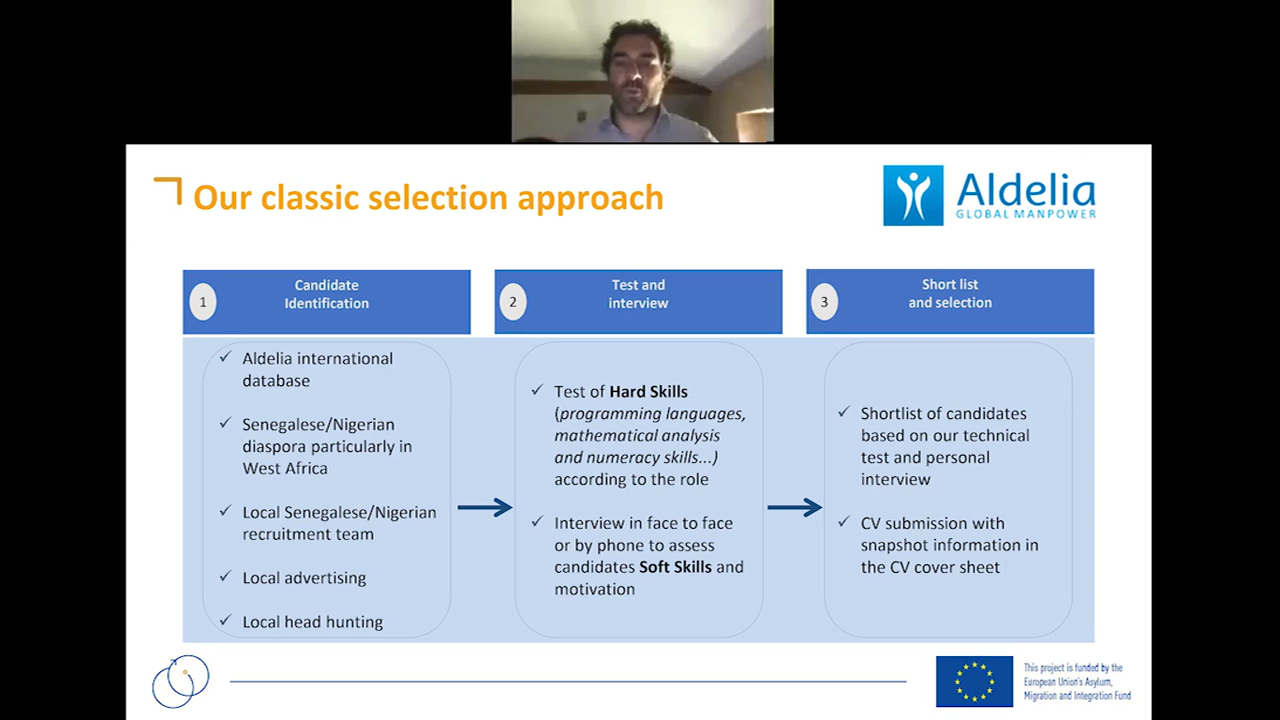 Our classic selection approach
Aldelia
GLOBAL MANPOWER
1
Candidate
Identification
Aldelia international
database
Senegalese/Nigerian
diaspora particularly in
West Africa
Local Senegalese/Nigerian
recruitment team
Local advertising
Local head hunting
2
Test and
interview
Test of Hard Skills
(programming languages,
mathematical analysis
and numeracy skills...)
according to the role
Interview in face to face
or by phone to assess
candidates Soft Skills and
motivation
3
Short list
and selection
Shortlist of candidates
based on our technical
test and personal
interview
CV submission with
snapshot information in
the CV cover sheet
This project is funded by the
European Union's Asylum,
Migration and Integration Fund